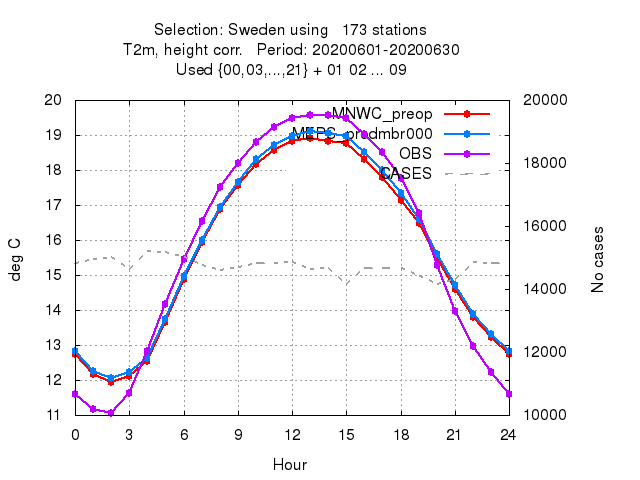 Selection: Sweden using   173 stations
T2m, height corr.   Period: 20200601-20200630
Used {00,03,...,21} + 01 02 ... 09
MNWC_preop
MEPS_prodmbr000
OBS
CASES
20
19
18
17
16
15
14
13
12
11
20000
18000
16000
14000
12000
10000
deg C
No cases
0 3 6 9 12 15 18 21 24
Hour